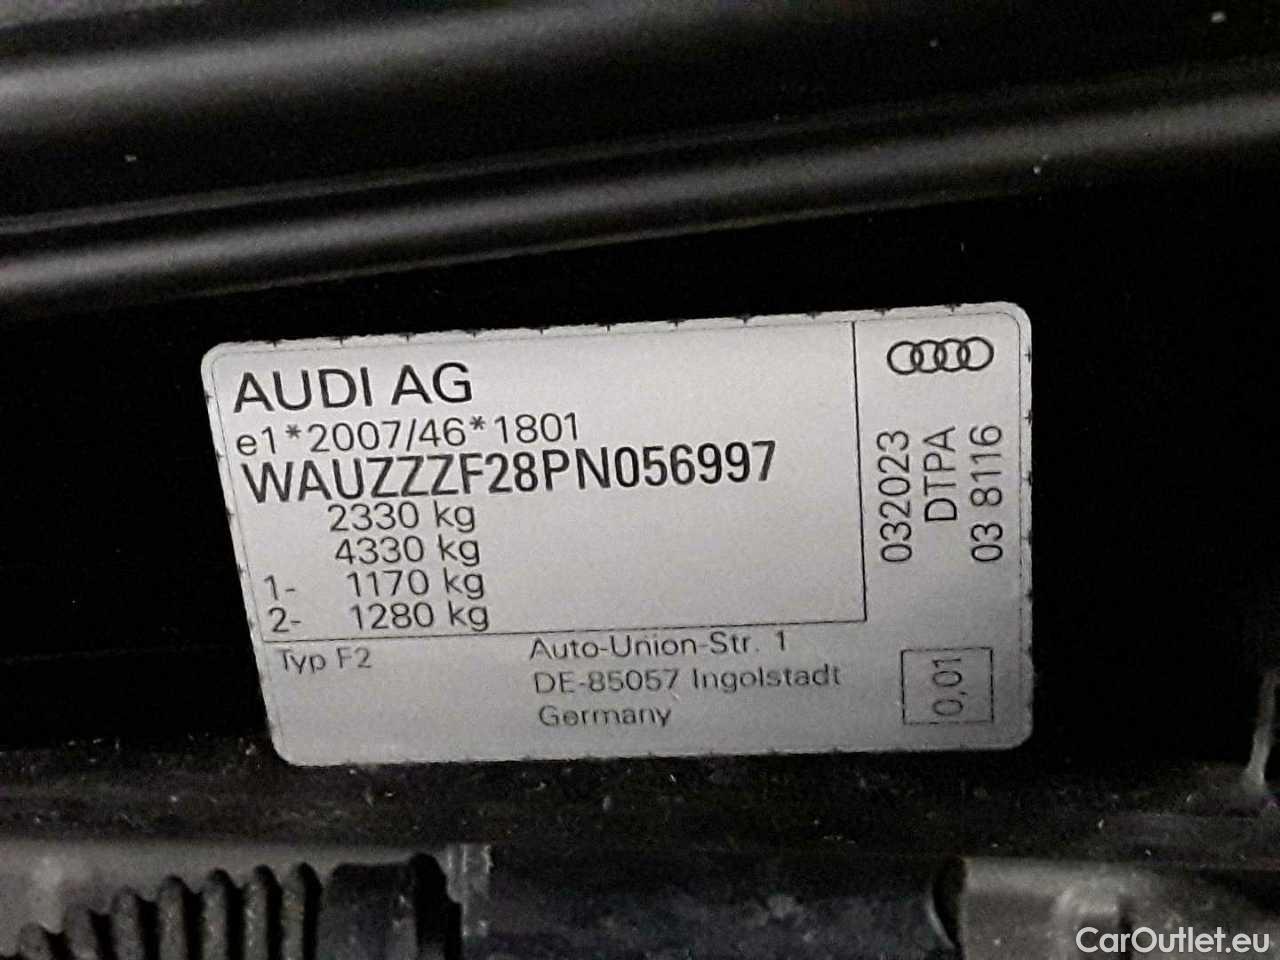 AUDI AG
e1*2007/46*1801
WAUZZZF28PN056997
2330 kg
4330 kg
1- 1170 kg
2- 1280 kg
Typ F2
Auto-Union-Str. 1
DE-85057 Ingolstadt
Germany
032023
DTPA
03 8116
0,01
CarOutlet.eu